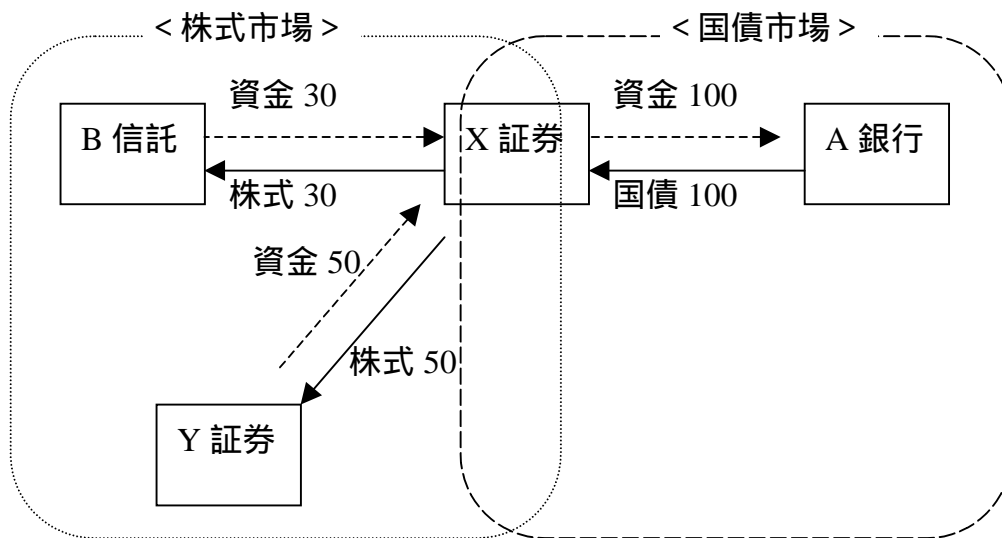 <株式市場>
<国債市場>
資金 30
資金 100
B 信託
X 証券
A 銀行
株式 30
国債 100
資金 50
株式 50
Y 証券